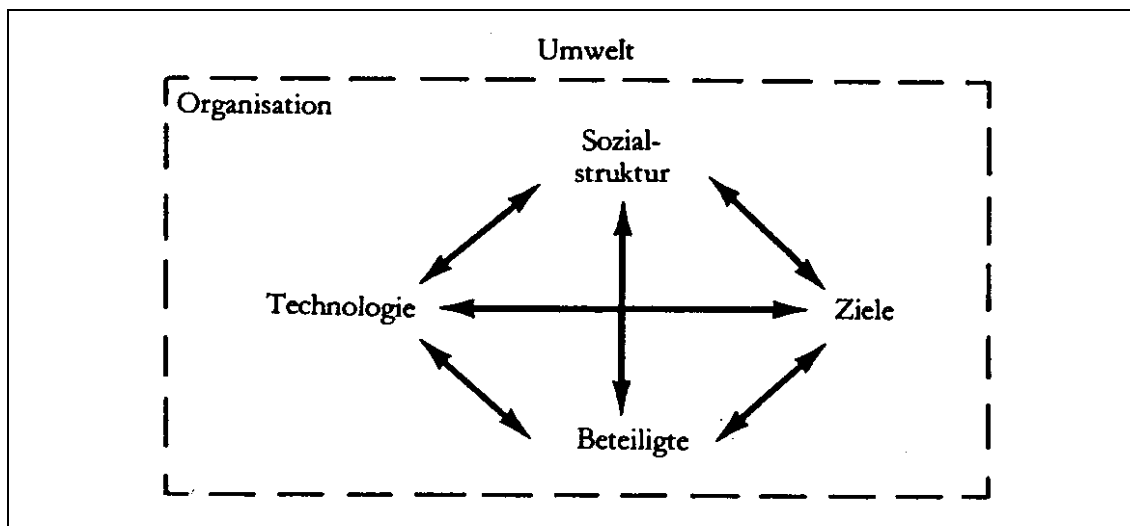 Umwelt
Organisation
Sozial-
struktur
Technologie
Ziele
Beteiligte